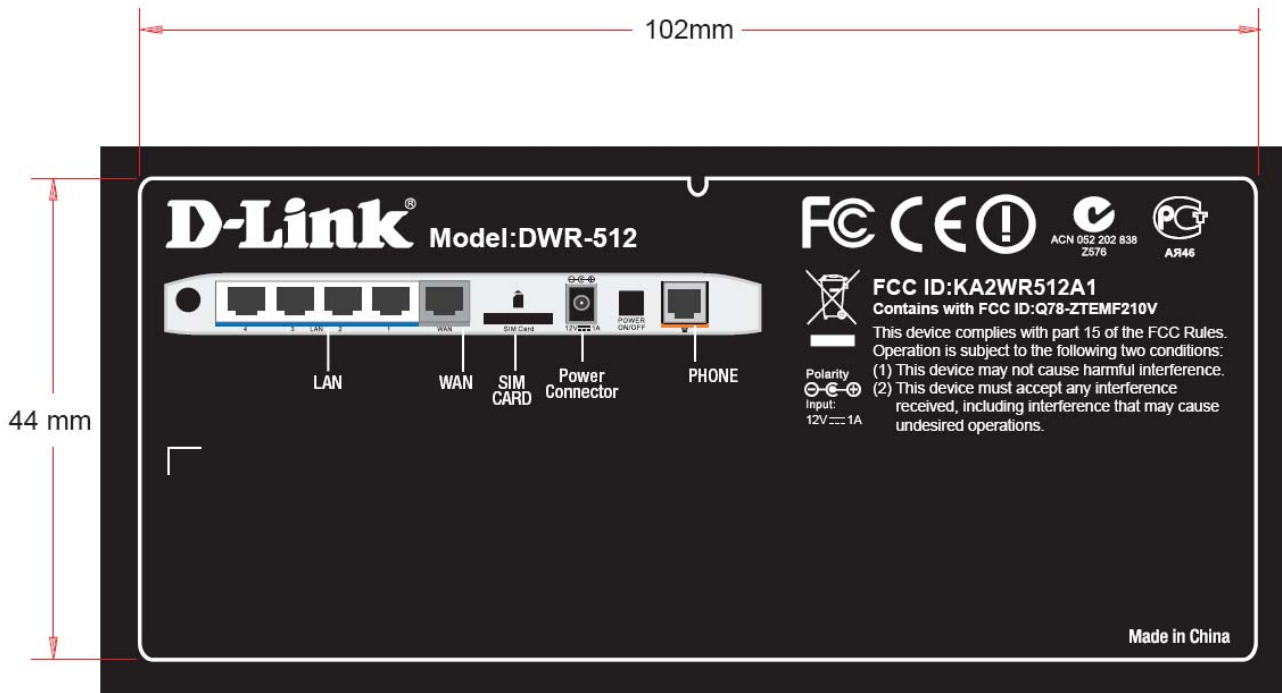 102mm
44 mm
D-Link®
Model:DWR-512
FC CE
ACN 052 202 838
Z576
РСТ
АЯ46
4 3 LAN 2 1 WAN SIM Card 12V 1A POWER
ON/OFF
LAN WAN SIM
CARD Power
Connector PHONE
FCC ID:KA2WR512A1
Contains with FCC ID:Q78-ZTEMF210V
This device complies with part 15 of the FCC Rules.
Operation is subject to the following two conditions:
(1) This device may not cause harmful interference.
(2) This device must accept any interference
received, including interference that may cause
undesired operations.
Polarity
Input:
12V 1A
Made in China